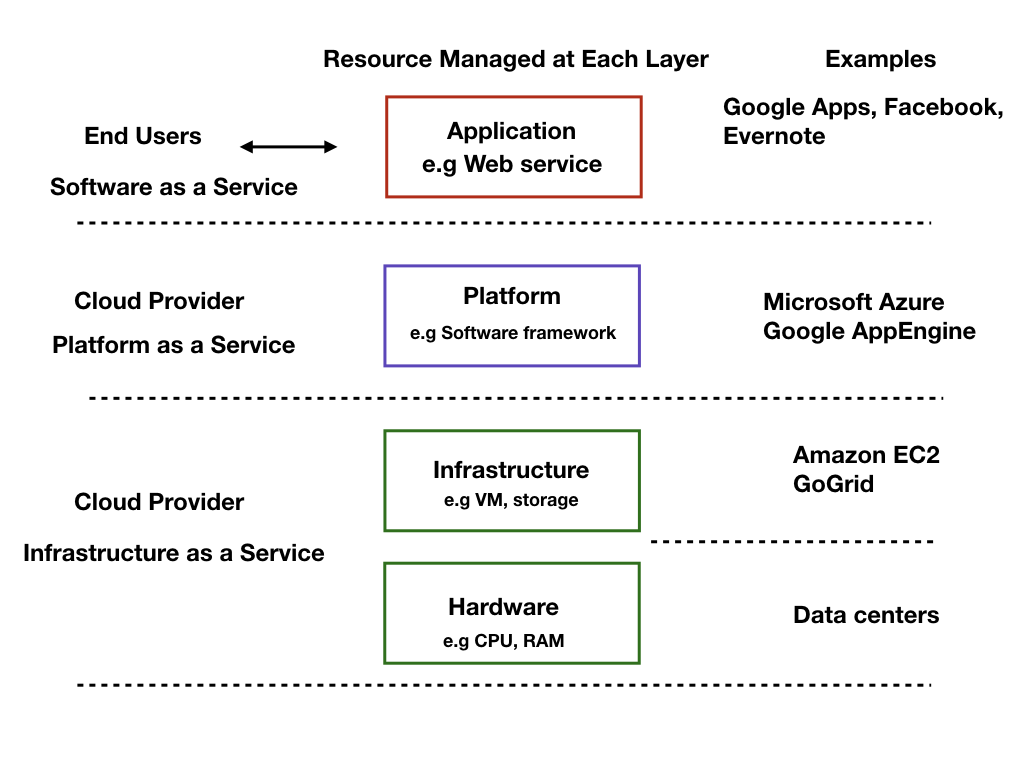 Resource Managed at Each Layer
Examples
End Users
Software as a Service
Application
e.g Web service
Google Apps, Facebook,
Evernote
Cloud Provider
Platform as a Service
Platform
e.g Software framework
Microsoft Azure
Google AppEngine
Cloud Provider
Infrastructure as a Service
Infrastructure
e.g VM, storage
Amazon EC2
GoGrid
Hardware
e.g CPU, RAM
Data centers